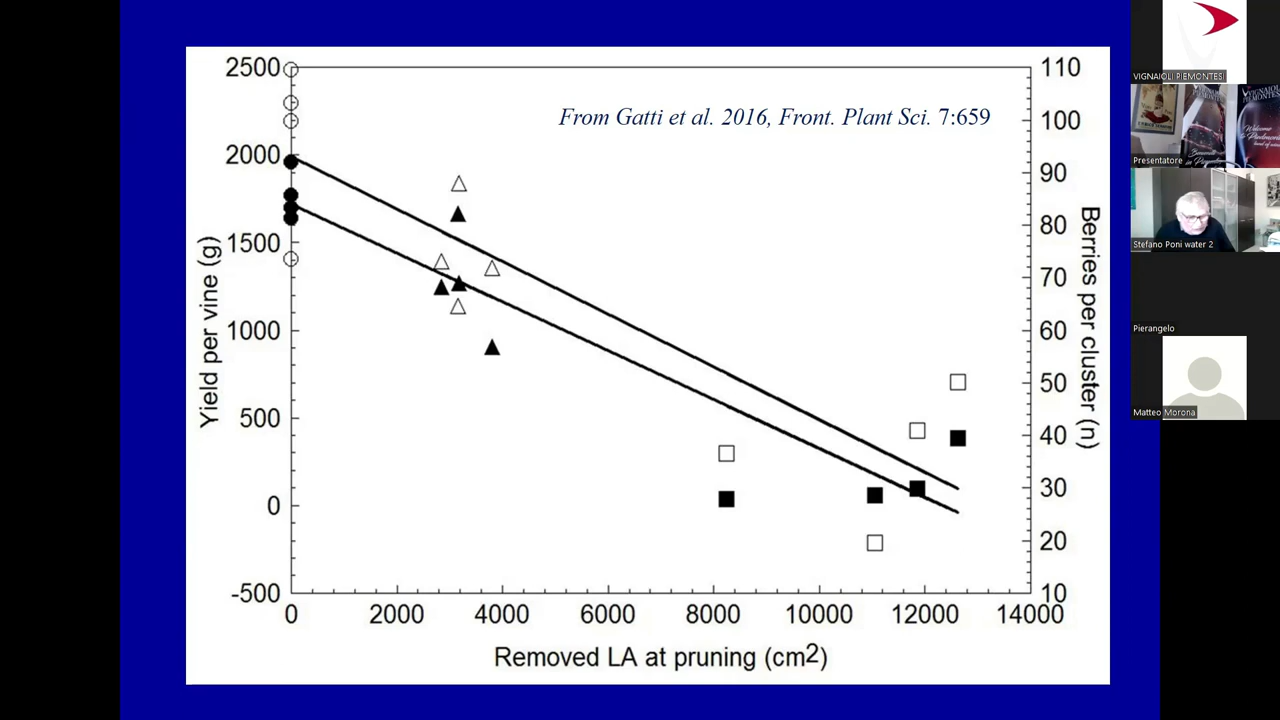 From Gatti et al. 2016, Front. Plant Sci. 7:659
Yield per vine (g)
2500
2000
1500
1000
500
0
-500
110
100
90
80
70
60
50
40
30
20
10
Berries per cluster (n)
0 2000 4000 6000 8000 10000 12000 14000
Removed LA at pruning (cm2)
VIGNAIOLI PIEMONTESI
Presentatore
Stefano Poni water 2
Pierangelo
Matteo Morona